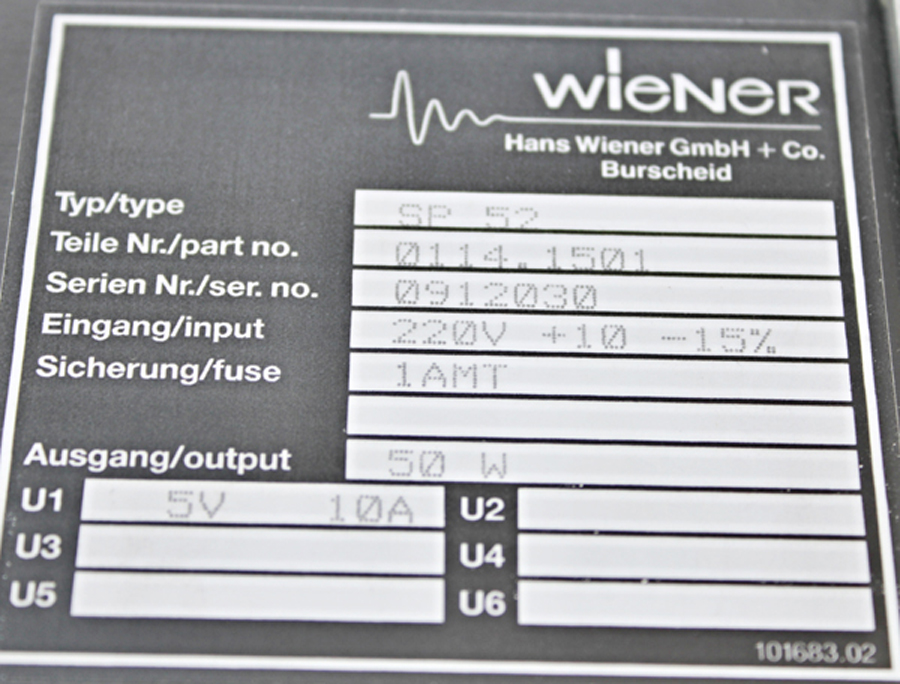 wieNeR
Hans Wiener GmbH + Co.
Burscheid
Typ/type SP 52
Teile Nr./part no. 0114.1501
Serien Nr./ser. no. 0912030
Eingang/input 220V +10 -15%
Sicherung/fuse 1AMT
Ausgang/output 50 W
U1 5V 10A U2
U3 U4
U5 U6
101683.02